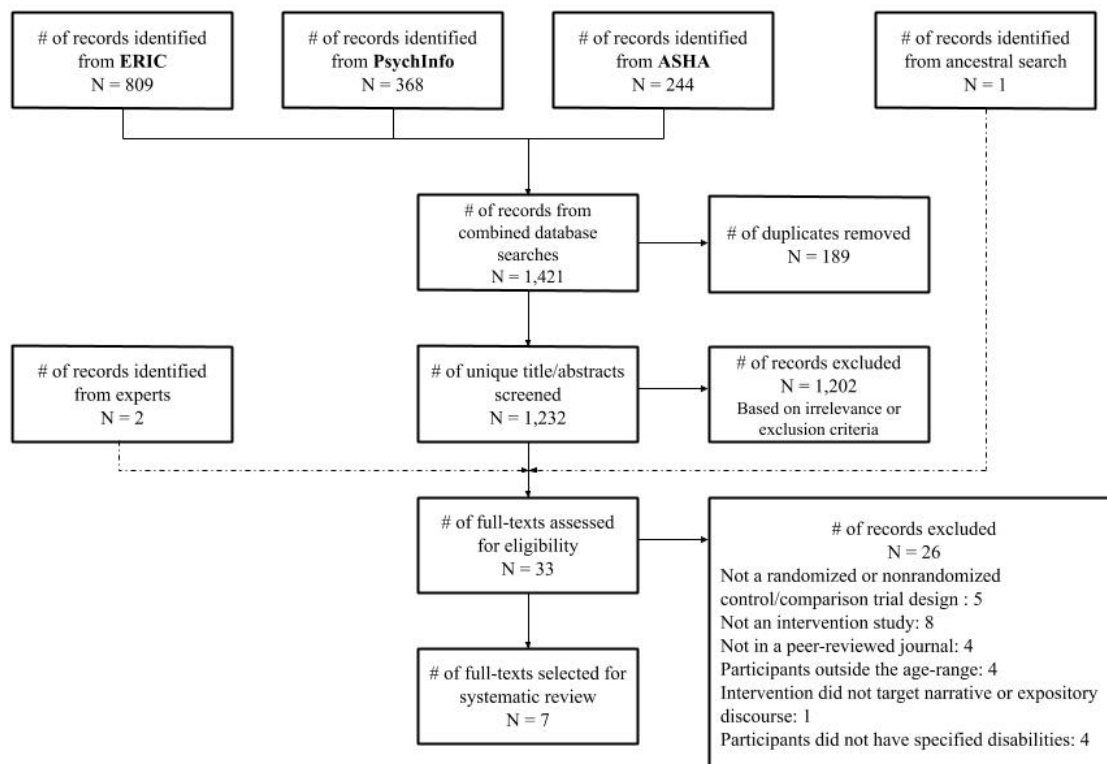 # of records identified
from ERIC
N = 809
# of records identified
from PsychInfo
N = 368
# of records identified
from ASHA
N = 244
# of records identified
from ancestral search
N = 1
# of records from
combined database
searches
N = 1,421
# of duplicates removed
N = 189
# of records identified
from experts
N = 2
# of unique title/abstracts
screened
N = 1,232
# of records excluded
N = 1,202
Based on irrelevance or
exclusion criteria
# of full-texts assessed
for eligibility
N = 33
# of records excluded
N = 26
Not a randomized or nonrandomized
control/comparison trial design : 5
Not an intervention study: 8
Not in a peer-reviewed journal: 4
Participants outside the age-range: 4
Intervention did not target narrative or expository
discourse: 1
Participants did not have specified disabilities: 4
# of full-texts selected for
systematic review
N = 7